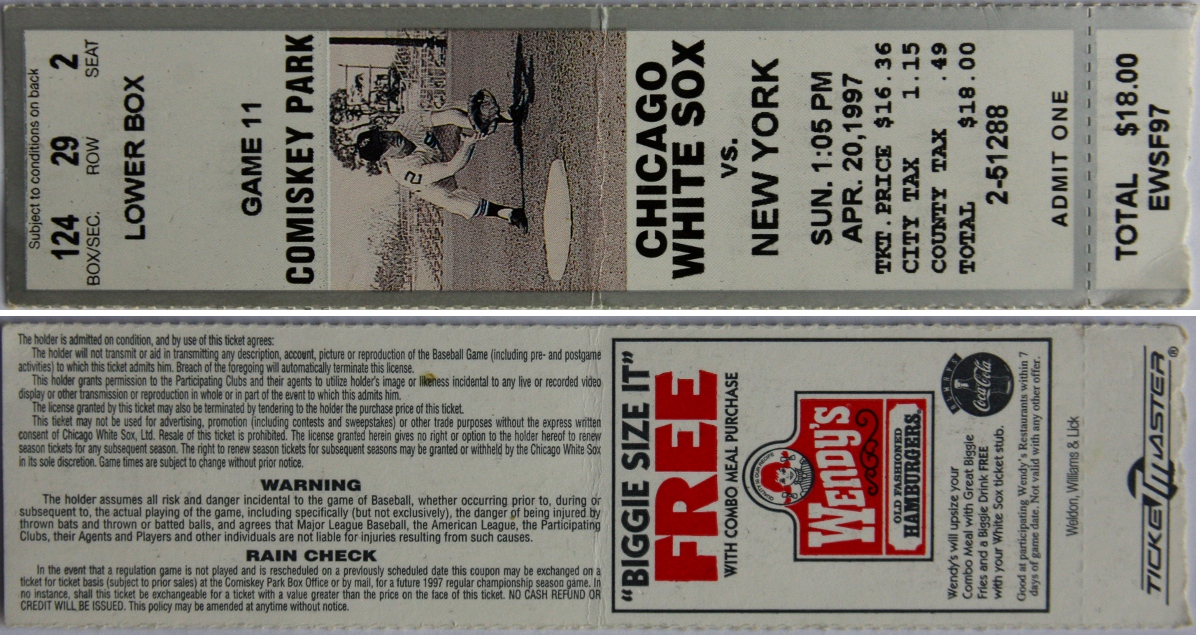 Subject to conditions on back
124 29 2
BOX/SEC. ROW SEAT
LOWER BOX
GAME 11
COMISKEY PARK
2
CHICAGO
WHITE SOX
vs.
NEW YORK
SUN. 1:05 PM
APR. 20,1997
TKT.PRICE $16.36
CITY TAX 1.15
COUNTY TAX .49
TOTAL $18.00
2-51288
ADMIT ONE
TOTAL $18.00
EWSF97
The holder is admitted on condition, and by use of this ticket agrees:
The holder will not transmit or aid in transmitting any description, account, picture or reproduction of the Baseball Game (including pre- and postgame
activities) to which this ticket admits him. Breach of the foregoing will automatically terminate this license.
This holder grants permission to the Participating Clubs and their agents to utilize holder's image or likeness incidental to any live or recorded video
display or other transmission or reproduction in whole or in part of the event to which this admits him.
The license granted by this ticket may also be terminated by tendering to the holder the purchase price of this ticket.
This ticket may not be used for advertising, promotion (including contests and sweepstakes) or other trade purposes without the express written
consent of Chicago White Sox, Ltd. Resale of this ticket is prohibited. The license granted herein gives no right or option to the holder hereof to renew
season tickets for any subsequent season. The right to renew season tickets for subsequent seasons may be granted or withheld by the Chicago White Sox
in its sole discretion. Game times are subject to change without prior notice.
WARNING
The holder assumes all risk and danger incidental to the game of Baseball, whether occurring prior to, during or
subsequent to, the actual playing of the game, including specifically (but not exclusively), the danger of being injured by
thrown bats and thrown or batted balls, and agrees that Major League Baseball, the American League, the Participating
Clubs, their Agents and Players and other individuals are not liable for injuries resulting from such causes.
RAIN CHECK
In the event that a regulation game is not played and is rescheduled on a previously scheduled date this coupon may be exchanged on a
ticket for ticket basis (subject to prior sales) at the Comiskey Park Box Office or by mail, for a future 1997 regular championship season game. In
no instance, shall this ticket be exchangeable for a ticket with a value greater than the price on the face of this ticket. NO CASH REFUND OR
CREDIT WILL BE ISSUED. This policy may be amended at anytime without notice.
"BIGGIE SIZE IT"
FREE
WITH COMBO MEAL PURCHASE
QUALITY IS OUR RECIPE
WENDY'S
OLD FASHIONED
HAMBURGERS.
Wendy's will upsize your
Combo Meal with Great Biggie
Fries and a Biggie Drink FREE
with your White Sox ticket stub.
ALWAYS
Coca-Cola
Good at participating Wendy's Restaurants within 7
days of game date. Not valid with any other offer.
Weldon, Williams & Lick
TICKETMASTER®